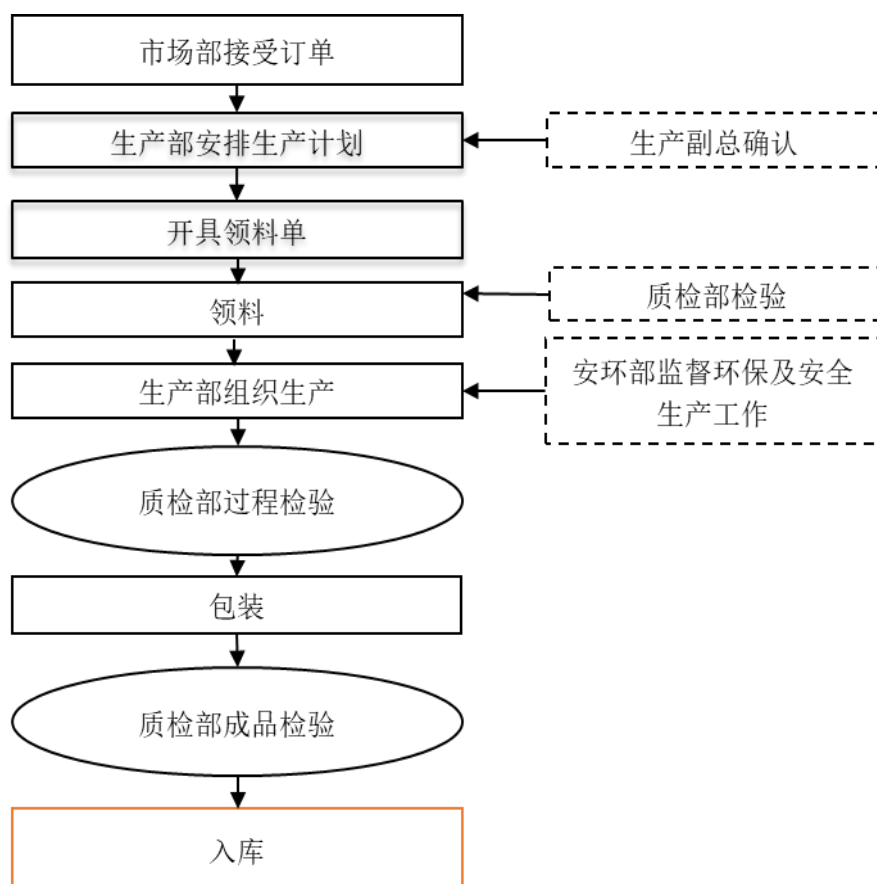 市场部接受订单
生产部安排生产计划
生产副总确认
开具领料单
领料
质检部检验
生产部组织生产
安环部监督环保及安全
生产工作
质检部过程检验
包装
质检部成品检验
入库